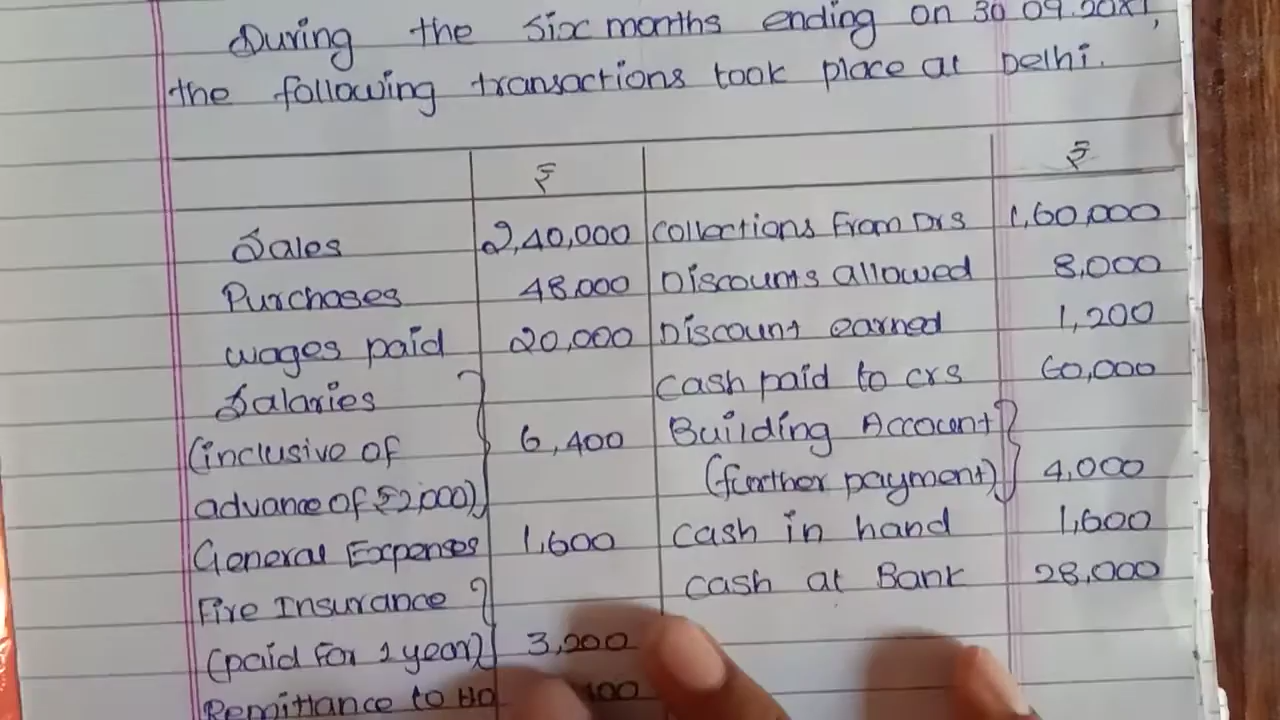 During the six months ending on 30 09.20X1,
the following transactions took place at Delhi.
₹ ₹
Sales 2,40,000 Collections From Drs 1,60,000
Purchases 48,000 Discounts allowed 8,000
Wages paid 20,000 Discount earned 1,200
Salaries Cash paid to crs 60,000
(inclusive of 6,400 Building Account
advance of ₹2,000) (further payment) 4,000
General Expenses 1,600 Cash in hand 1,600
Fire Insurance Cash at Bank 28,000
(paid for 1 year) 3,200
Remittance to HO